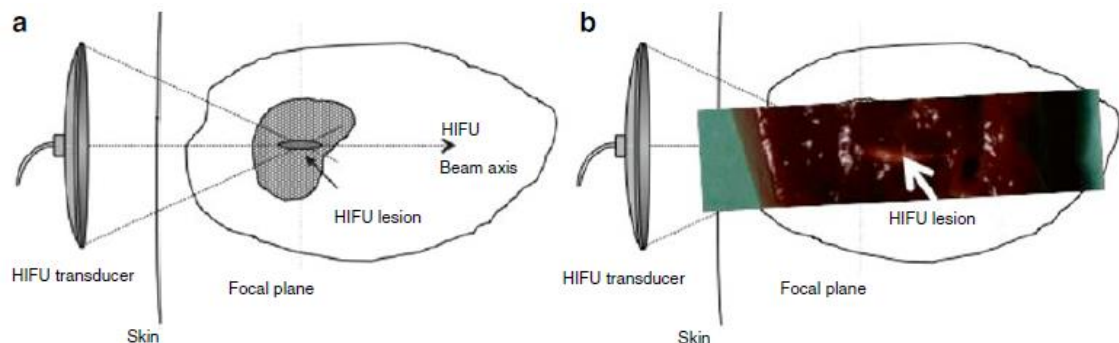 a
HIFU
Beam axis
HIFU lesion
HIFU transducer
Focal plane
Skin
b
HIFU lesion
HIFU transducer
Focal plane
Skin